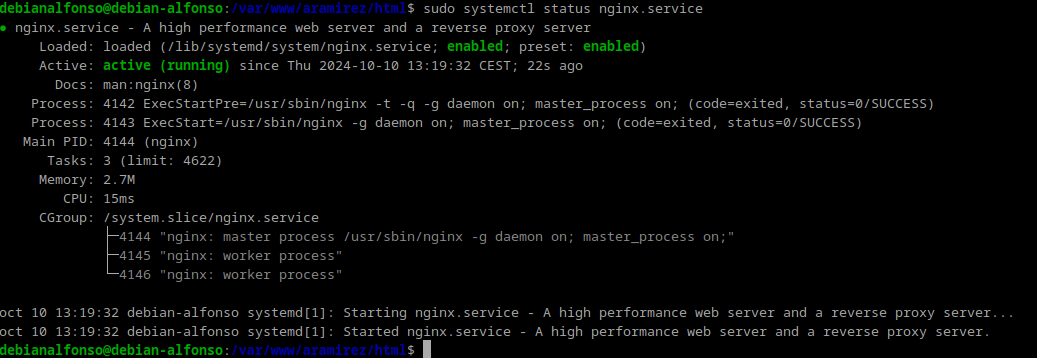 debianalfonso@debian-alfonso:/var/www/aramirez/html$ sudo systemctl status nginx.service
● nginx.service - A high performance web server and a reverse proxy server
     Loaded: loaded (/lib/systemd/system/nginx.service; enabled; preset: enabled)
     Active: active (running) since Thu 2024-10-10 13:19:32 CEST; 22s ago
       Docs: man:nginx(8)
    Process: 4142 ExecStartPre=/usr/sbin/nginx -t -q -g daemon on; master_process on; (code=exited, status=0/SUCCESS)
    Process: 4143 ExecStart=/usr/sbin/nginx -g daemon on; master_process on; (code=exited, status=0/SUCCESS)
   Main PID: 4144 (nginx)
      Tasks: 3 (limit: 4622)
     Memory: 2.7M
        CPU: 15ms
     CGroup: /system.slice/nginx.service
             ├─4144 "nginx: master process /usr/sbin/nginx -g daemon on; master_process on;"
             ├─4145 "nginx: worker process"
             └─4146 "nginx: worker process"
oct 10 13:19:32 debian-alfonso systemd[1]: Starting nginx.service - A high performance web server and a reverse proxy server...
oct 10 13:19:32 debian-alfonso systemd[1]: Started nginx.service - A high performance web server and a reverse proxy server.
debianalfonso@debian-alfonso:/var/www/aramirez/html$